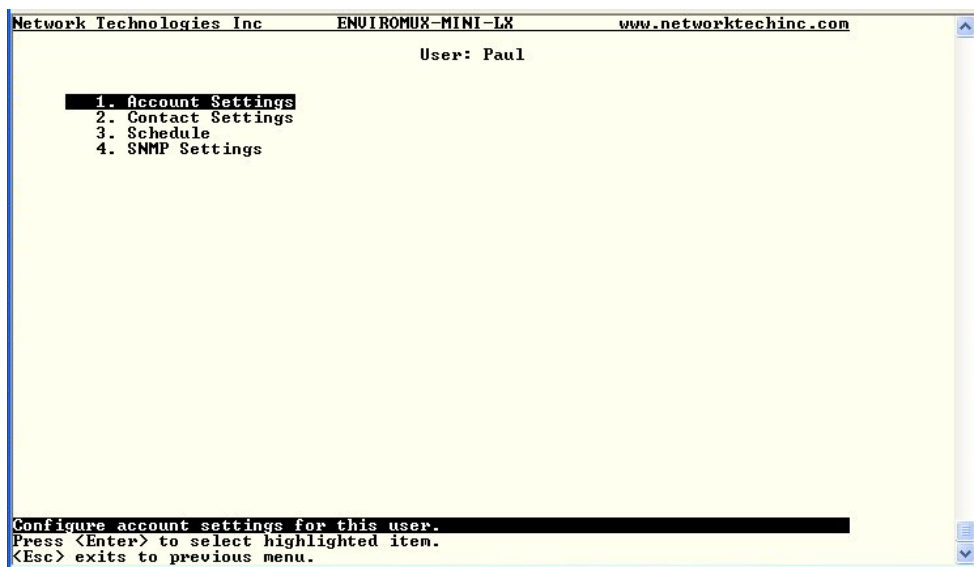 Network Technologies Inc ENVIROMUX-MINI-LX www.networktechinc.com
User: Paul
1. Account Settings
2. Contact Settings
3. Schedule
4. SNMP Settings
Configure account settings for this user.
Press <Enter> to select highlighted item.
<Esc> exits to previous menu.